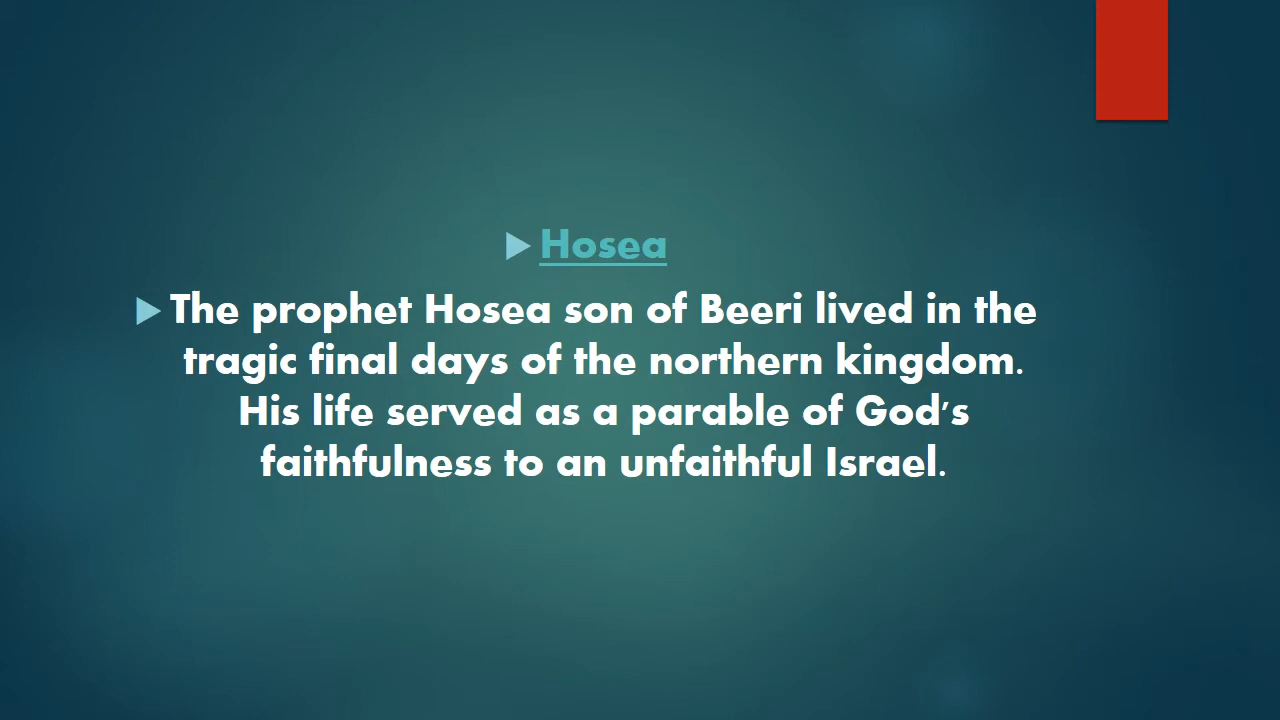 Hosea
The prophet Hosea son of Beeri lived in the
tragic final days of the northern kingdom.
His life served as a parable of God's
faithfulness to an unfaithful Israel.